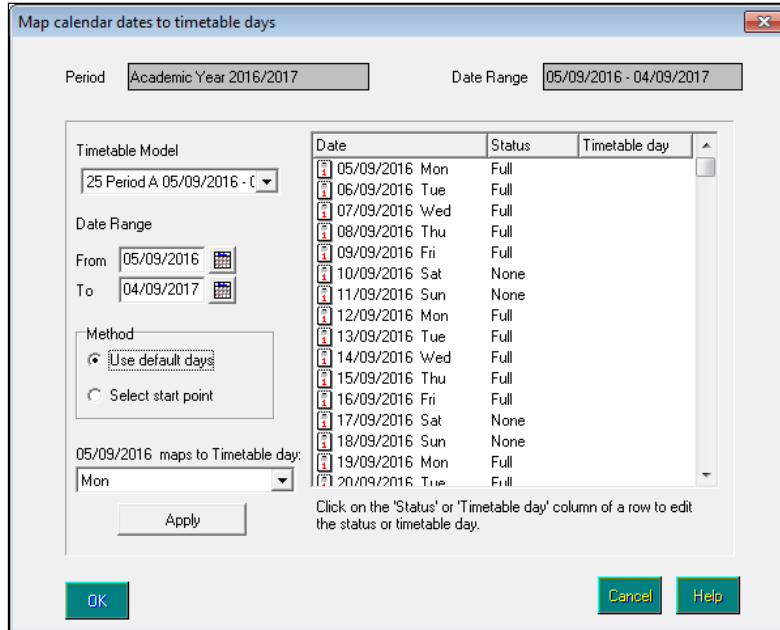 Map calendar dates to timetable days
Period Academic Year 2016/2017 Date Range 05/09/2016 - 04/09/2017
Timetable Model
25 Period A 05/09/2016 - (
Date Range
From 05/09/2016
To 04/09/2017
Method
Use default days
Select start point
05/09/2016 maps to Timetable day:
Mon
Apply
Date Status Timetable day
05/09/2016 Mon Full
06/09/2016 Tue Full
07/09/2016 Wed Full
08/09/2016 Thu Full
09/09/2016 Fri Full
10/09/2016 Sat None
11/09/2016 Sun None
12/09/2016 Mon Full
13/09/2016 Tue Full
14/09/2016 Wed Full
15/09/2016 Thu Full
16/09/2016 Fri Full
17/09/2016 Sat None
18/09/2016 Sun None
19/09/2016 Mon Full
20/09/2016 Tue Full
Click on the 'Status' or 'Timetable day' column of a row to edit
the status or timetable day.
OK Cancel Help